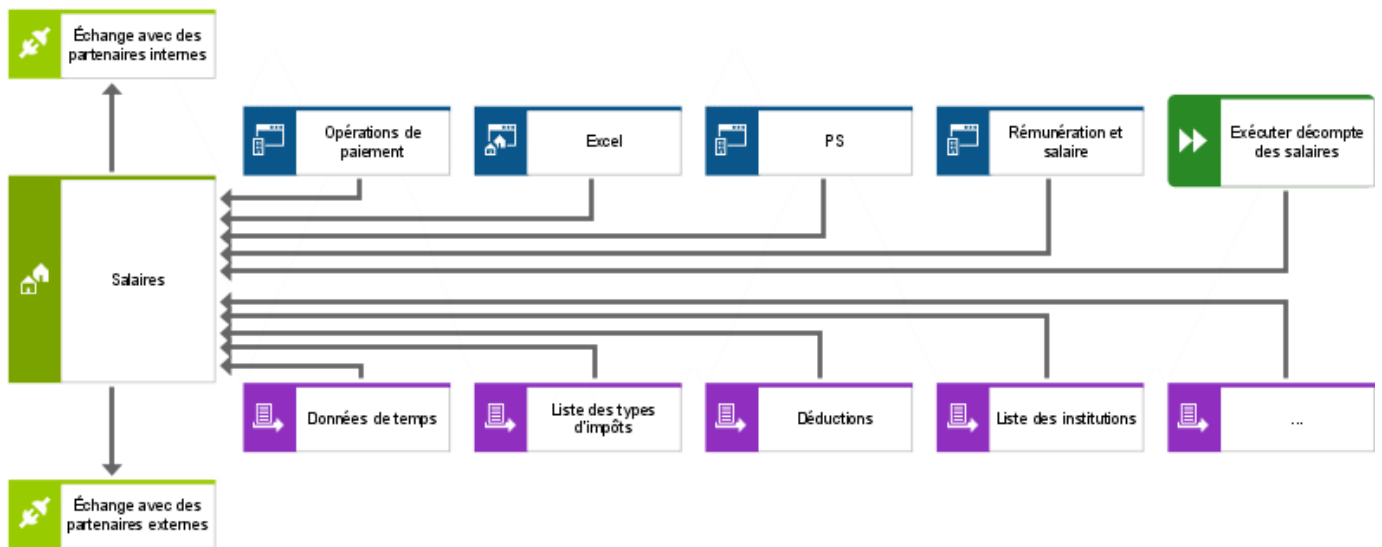 Échange avec des
partenaires internes
Opérations de
paiement
Excel
PS
Rémunération et
salaire
Exécuter décompte
des salaires
Salaires
Données de temps
Liste des types
d'impôts
Déductions
Liste des institutions
...
Échange avec des
partenaires externes